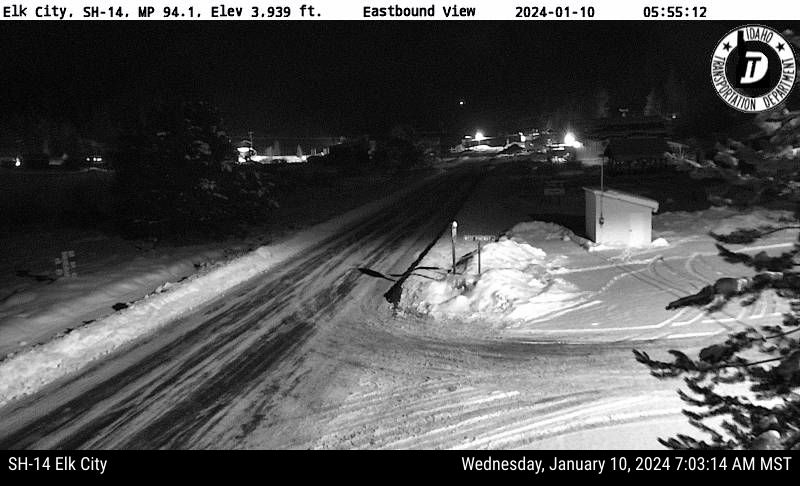 Elk City, SH-14, MP 94.1, Elev 3,939 ft. Eastbound View 2024-01-10 05:55:12
IDAHO
TRANSPORTATION DEPARTMENT
SH-14 Elk City Wednesday, January 10, 2024 7:03:14 AM MST